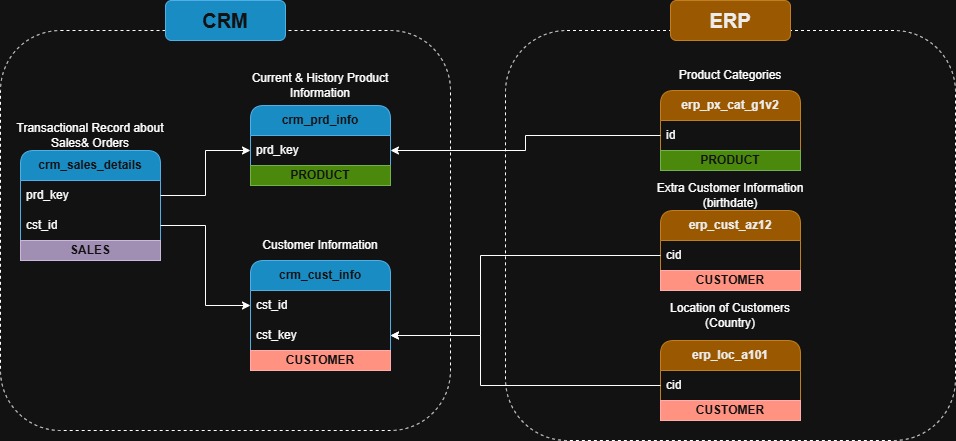 CRM
ERP
Current & History Product
Information
crm_prd_info
prd_key
PRODUCT
Transactional Record about
Sales& Orders
crm_sales_details
prd_key
cst_id
SALES
Customer Information
crm_cust_info
cst_id
cst_key
CUSTOMER
Product Categories
erp_px_cat_g1v2
id
PRODUCT
Extra Customer Information
(birthdate)
erp_cust_az12
cid
CUSTOMER
Location of Customers
(Country)
erp_loc_a101
cid
CUSTOMER